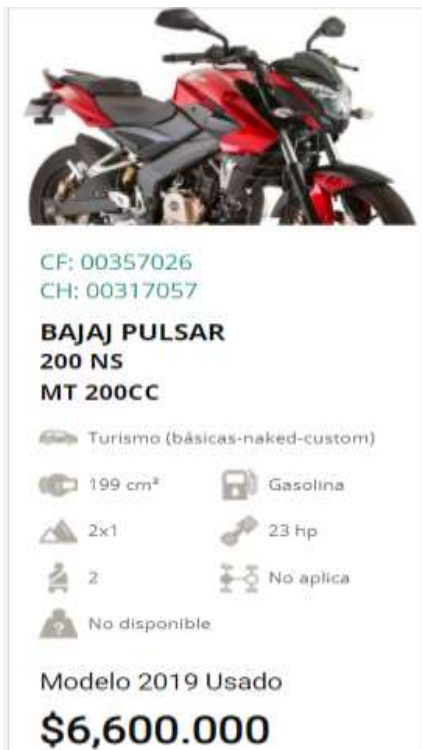 CF: 00357026
CH: 00317057
BAJAJ PULSAR
200 NS
MT 200CC
Turismo (básicas-naked-custom)
199 cm³
Gasolina
2x1
23 hp
2
No aplica
No disponible
Modelo 2019 Usado
$6,600.000